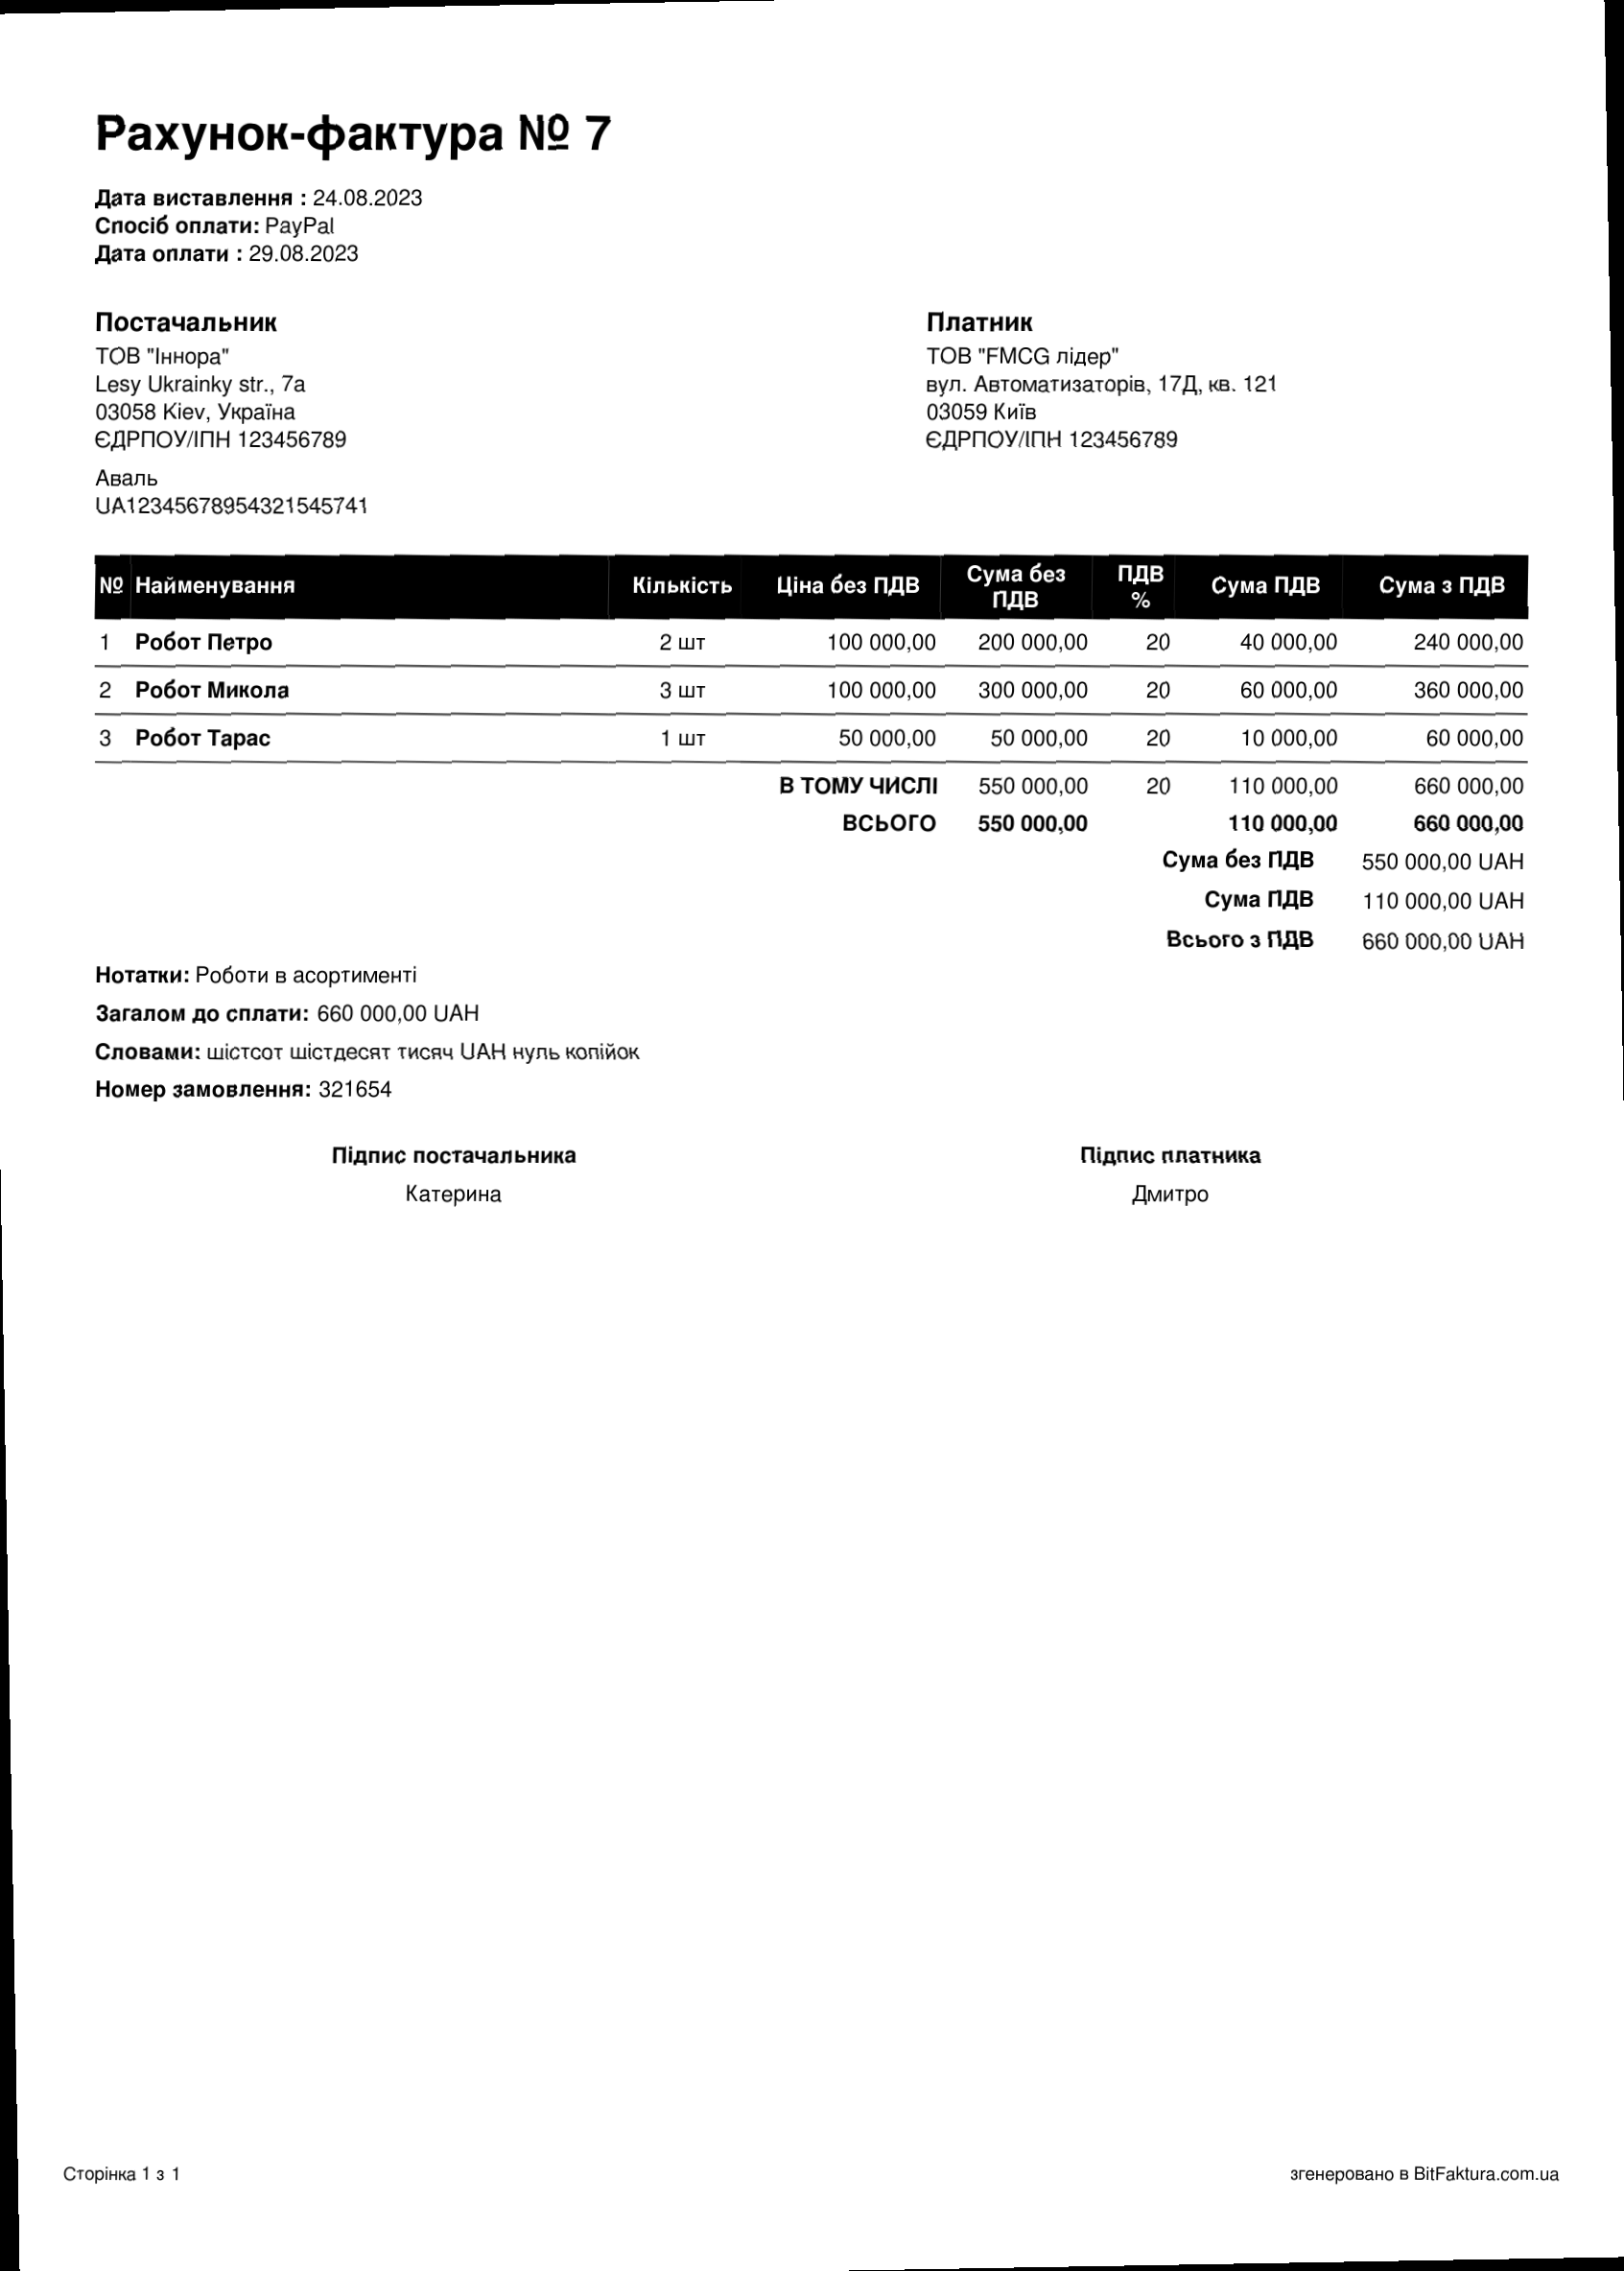 Рахунок-фактура № 7
Дата виставлення : 24.08.2023
Спосіб оплати: PayPal
Дата оплати : 29.08.2023
Постачальник
ТОВ "Іннора"
Lesy Ukrainky str., 7a
03058 Kiev, Україна
ЄДРПОУ/ІПН 123456789
Аваль
UA12345678954321545741
Платник
ТОВ "FMCG лідер"
вул. Автоматизаторів, 17Д, кв. 121
03059 Київ
ЄДРПОУ/ІПН 123456789
№ Найменування Кількість Ціна без ПДВ Сума без ПДВ ПДВ % Сума ПДВ Сума з ПДВ
1 Робот Петро 2 шт 100 000,00 200 000,00 20 40 000,00 240 000,00
2 Робот Микола 3 шт 100 000,00 300 000,00 20 60 000,00 360 000,00
3 Робот Тарас 1 шт 50 000,00 50 000,00 20 10 000,00 60 000,00
В ТОМУ ЧИСЛІ 550 000,00 20 110 000,00 660 000,00
ВСЬОГО 550 000,00 110 000,00 660 000,00
Сума без ПДВ 550 000,00 UAH
Сума ПДВ 110 000,00 UAH
Всього з ПДВ 660 000,00 UAH
Нотатки: Роботи в асортименті
Загалом до сплати: 660 000,00 UAH
Словами: шістсот шістдесят тисяч UAH нуль копійок
Номер замовлення: 321654
Підпис постачальника
Катерина
Підпис платника
Дмитро
Сторінка 1 з 1
згенеровано в BitFaktura.com.ua